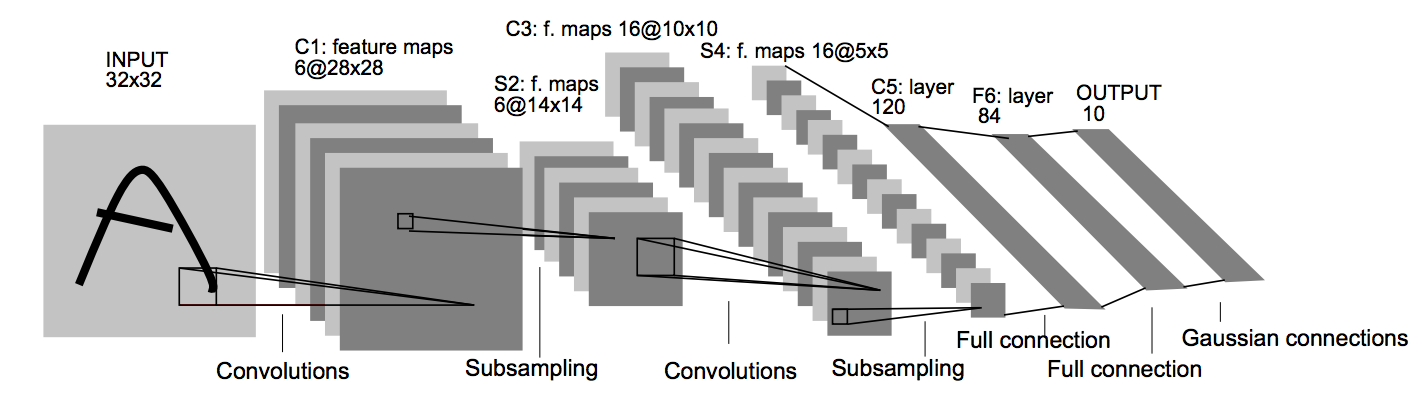 INPUT
32x32
C1: feature maps
6@28x28
S2: f. maps
6@14x14
C3: f. maps 16@10x10
S4: f. maps 16@5x5
C5: layer
120
F6: layer
84
OUTPUT
10
Convolutions
Subsampling
Convolutions
Subsampling
Full connection
Full connection
Gaussian connections